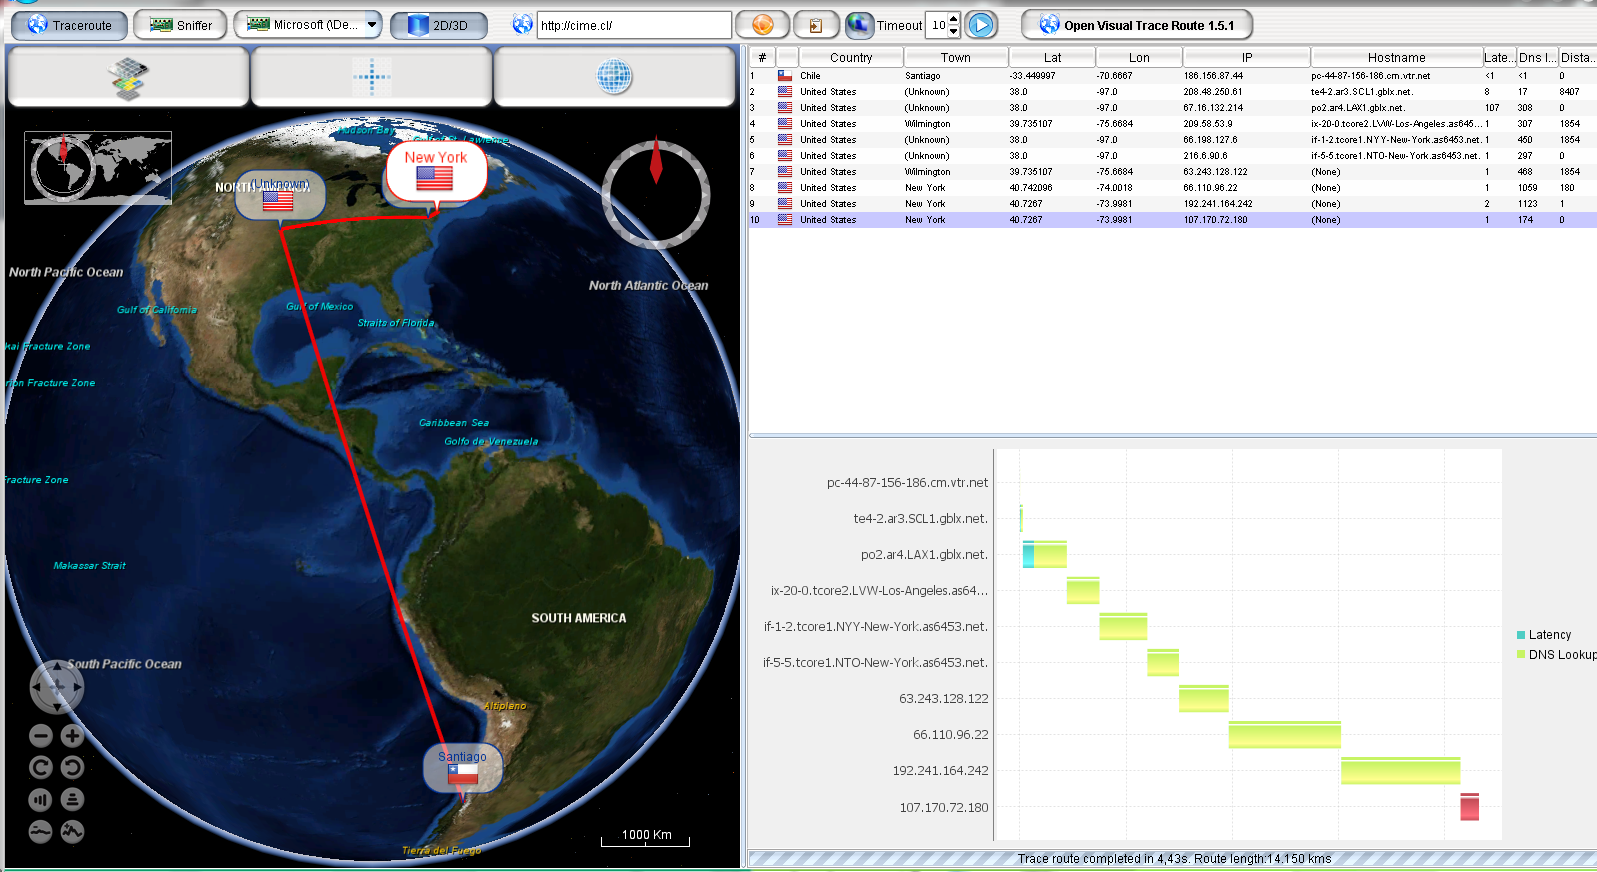 Traceroute Sniffer Microsoft (\De... 2D/3D http://cime.cl/ Timeout 10 Open Visual Trace Route 1.5.1
# Country Town Lat Lon IP Hostname Late... Dns l... Dista...
1 Chile Santiago -33.449997 -70.6667 186.156.87.44 pc-44-87-156-186.cm.vtr.net <1 <1 0
2 United States (Unknown) 38.0 -97.0 208.48.250.61 te4-2.ar3.SCL1.gblx.net. 8 17 8407
3 United States (Unknown) 38.0 -97.0 67.16.132.214 po2.ar4.LAX1.gblx.net. 107 308 0
4 United States Wilmington 39.735107 -75.6684 209.58.53.9 ix-20-0.tcore2.LVW-Los-Angeles.as645... 1 307 1854
5 United States (Unknown) 38.0 -97.0 66.198.127.6 if-1-2.tcore1.NYY-New-York.as6453.net. 1 450 1854
6 United States (Unknown) 38.0 -97.0 216.6.90.6 if-5-5.tcore1.NTO-New-York.as6453.net. 1 297 0
7 United States Wilmington 39.735107 -75.6684 63.243.128.122 (None) 1 468 1854
8 United States New York 40.742096 -74.0018 66.110.96.22 (None) 1 1059 180
9 United States New York 40.7267 -73.9981 192.241.164.242 (None) 2 1123 1
10 United States New York 40.7267 -73.9981 107.170.72.180 (None) 1 174 0
Hudson Bay
Gulf of St. Lawrence
New York
(Unknown)
NORTH AMERICA
North Pacific Ocean
North Atlantic Ocean
Gulf of California
Gulf of Mexico
Straits of Florida
kai Fracture Zone
rion Fracture Zone
Caribbean Sea
Golfo de Venezuela
Fracture Zone
Makassar Strait
SOUTH AMERICA
South Pacific Ocean
Altiplano
Santiago
1000 Km
Tierra del Fuego
pc-44-87-156-186.cm.vtr.net
te4-2.ar3.SCL1.gblx.net.
po2.ar4.LAX1.gblx.net.
ix-20-0.tcore2.LVW-Los-Angeles.as64...
if-1-2.tcore1.NYY-New-York.as6453.net.
if-5-5.tcore1.NTO-New-York.as6453.net.
63.243.128.122
66.110.96.22
192.241.164.242
107.170.72.180
Latency
DNS Lookup
Trace route completed in 4,43s. Route length:14.150 kms